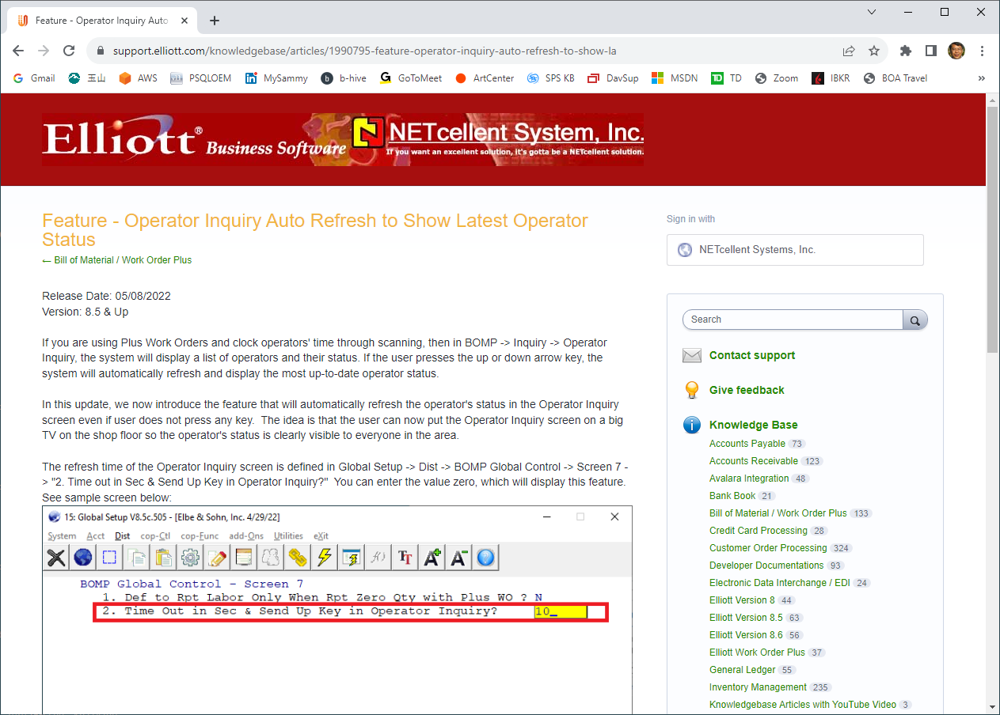 Feature - Operator Inquiry Auto
support.elliott.com/knowledgebase/articles/1990795-feature-operator-inquiry-auto-refresh-to-show-la
Gmail 玉山 AWS PSQLOEM MySammy b-hive GoToMeet ArtCenter SPS KB DavSup MSDN TD Zoom IBKR BOA Travel »
Elliott® Business Software NETcellent System, Inc.
If you want an excellent solution, it's gotta be a NETcellent solution.
Feature - Operator Inquiry Auto Refresh to Show Latest Operator
Status
← Bill of Material / Work Order Plus
Release Date: 05/08/2022
Version: 8.5 & Up
If you are using Plus Work Orders and clock operators' time through scanning, then in BOMP -> Inquiry -> Operator
Inquiry, the system will display a list of operators and their status. If the user presses the up or down arrow key, the
system will automatically refresh and display the most up-to-date operator status.
In this update, we now introduce the feature that will automatically refresh the operator's status in the Operator Inquiry
screen even if user does not press any key.  The idea is that the user can now put the Operator Inquiry screen on a big
TV on the shop floor so the operator's status is clearly visible to everyone in the area.
The refresh time of the Operator Inquiry screen is defined in Global Setup -> Dist -> BOMP Global Control -> Screen 7 -
> "2. Time out in Sec & Send Up Key in Operator Inquiry?"  You can enter the value zero, which will display this feature.
See sample screen below:
15: Global Setup V8.5c.505 - [Elbe & Sohn, Inc. 4/29/22]
System Acct Dist cop-Ctl cop-Func add-Ons Utilities eXit
BOMP Global Control - Screen 7
1. Def to Rpt Labor Only When Rpt Zero Qty with Plus WO ? N
2. Time Out in Sec & Send Up Key in Operator Inquiry? 10_
Sign in with
NETcellent Systems, Inc.
Search
Contact support
Give feedback
Knowledge Base
Accounts Payable 73
Accounts Receivable 123
Avalara Integration 48
Bank Book 21
Bill of Material / Work Order Plus 133
Credit Card Processing 28
Customer Order Processing 324
Developer Documentations 93
Electronic Data Interchange / EDI 24
Elliott Version 8 44
Elliott Version 8.5 63
Elliott Version 8.6 56
Elliott Work Order Plus 37
General Ledger 55
Inventory Management 235
Knowledgebase Articles with YouTube Video 3